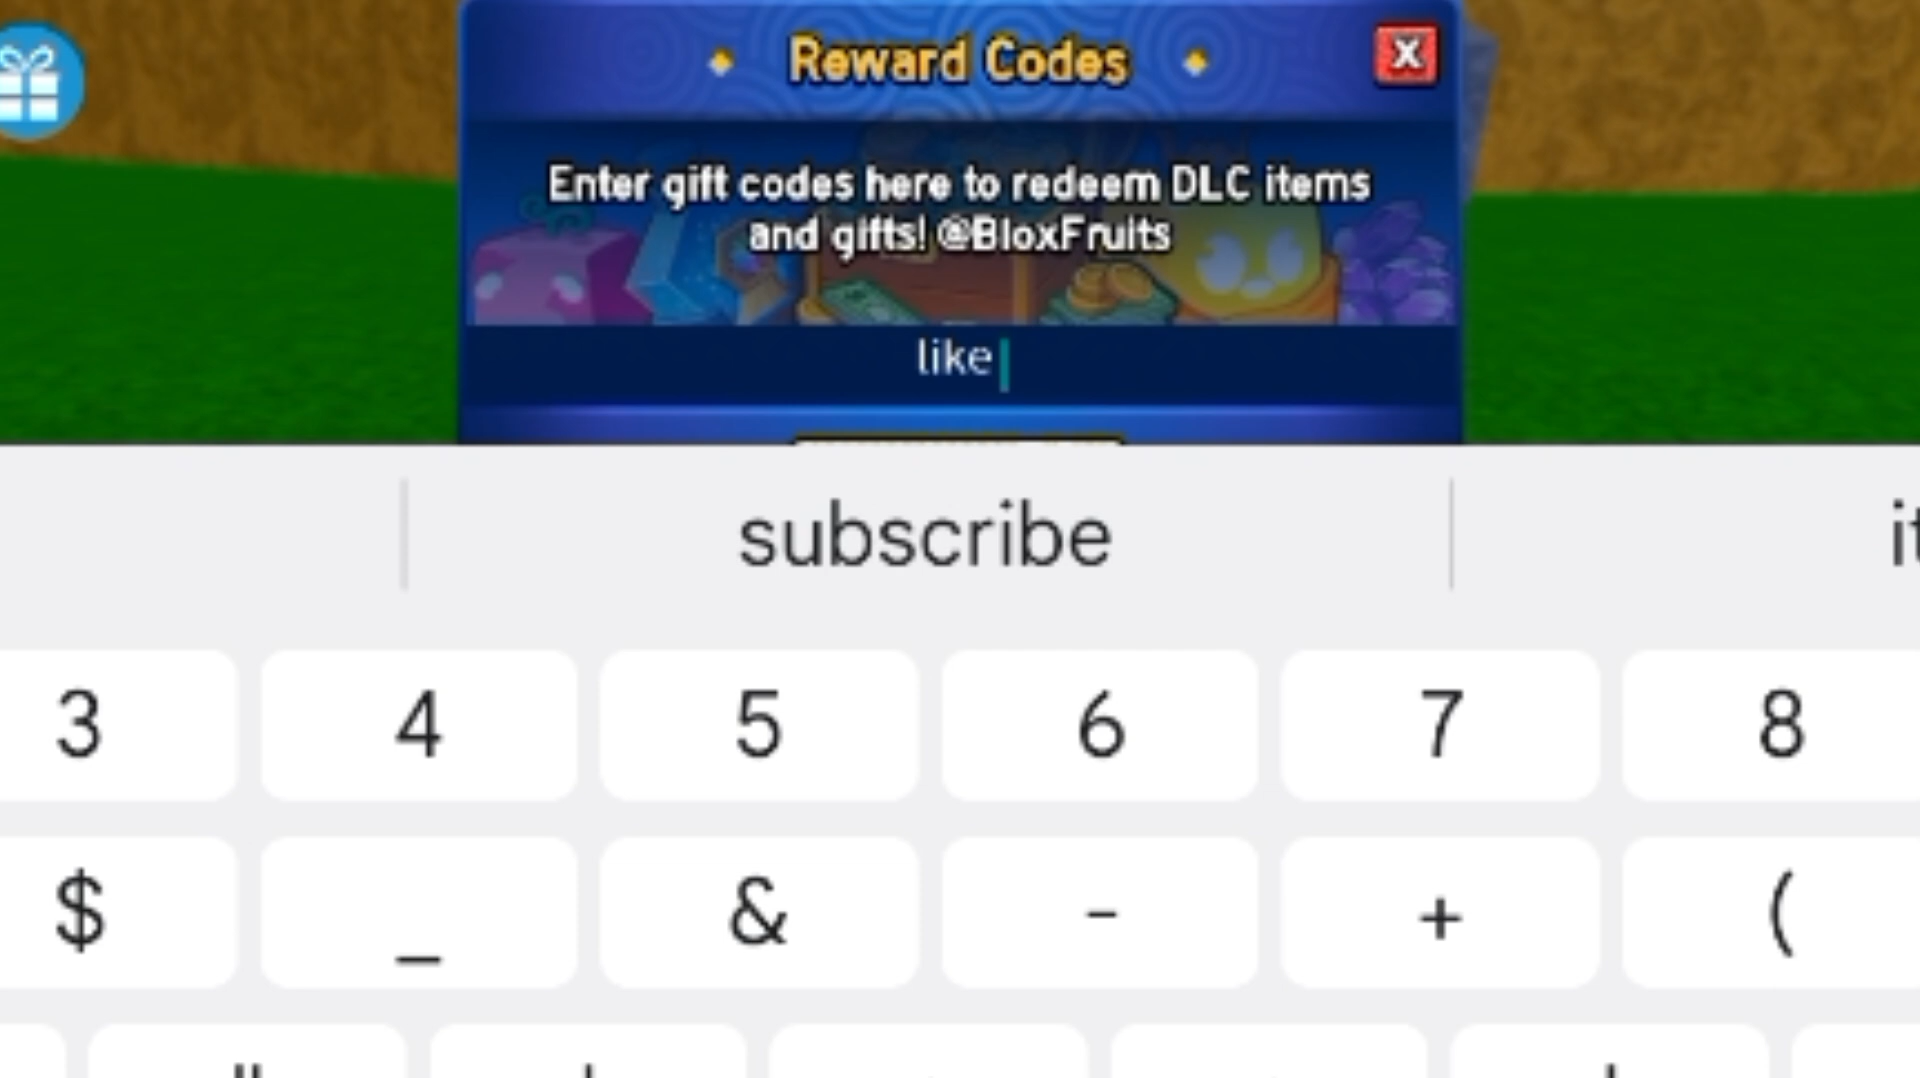 Reward Codes
X
Enter gift codes here to redeem DLC items
and gifts! @BloxFruits
like
subscribe
3 4 5 6 7 8
$ _ & - + (